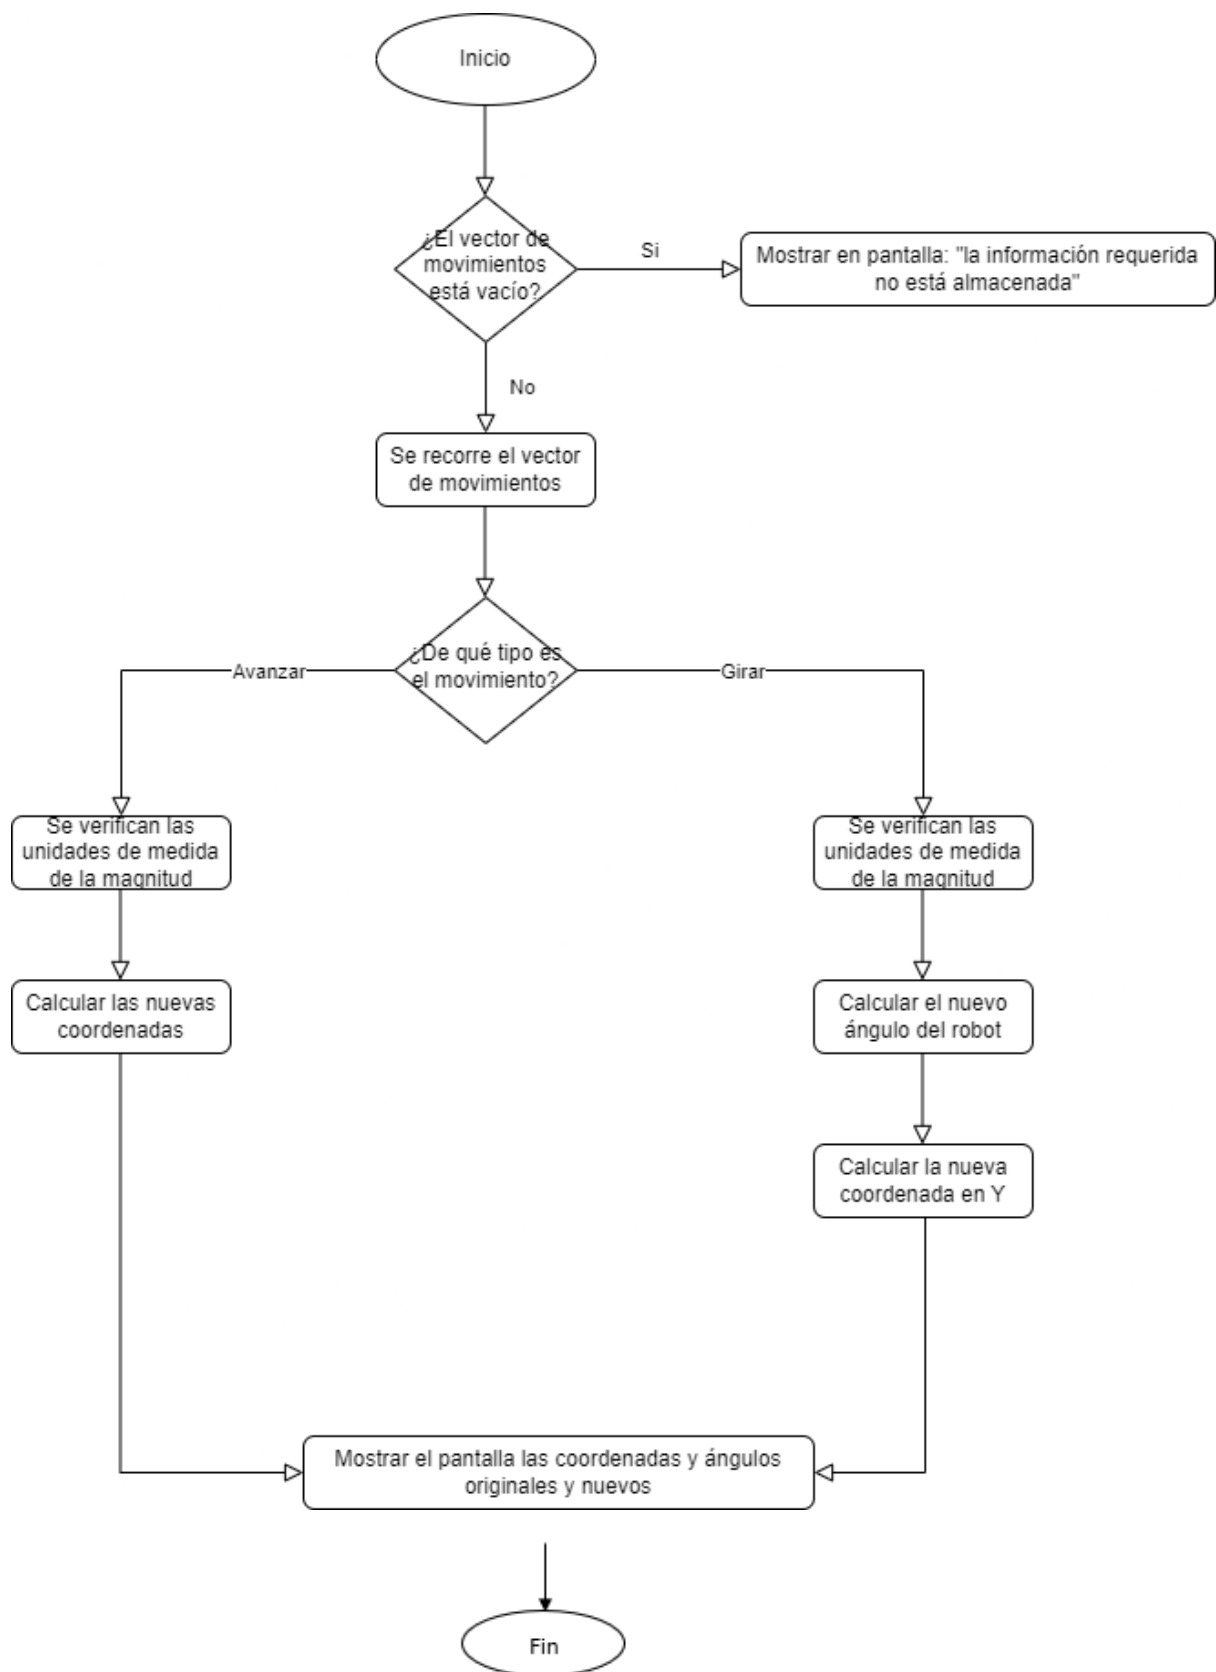 Inicio
¿El vector de
movimientos
está vacío?
Si
Mostrar en pantalla: "la información requerida
no está almacenada"
No
Se recorre el vector
de movimientos
¿De qué tipo es
el movimiento?
Avanzar
Girar
Se verifican las
unidades de medida
de la magnitud
Se verifican las
unidades de medida
de la magnitud
Calcular las nuevas
coordenadas
Calcular el nuevo
ángulo del robot
Calcular la nueva
coordenada en Y
Mostrar el pantalla las coordenadas y ángulos
originales y nuevos
Fin